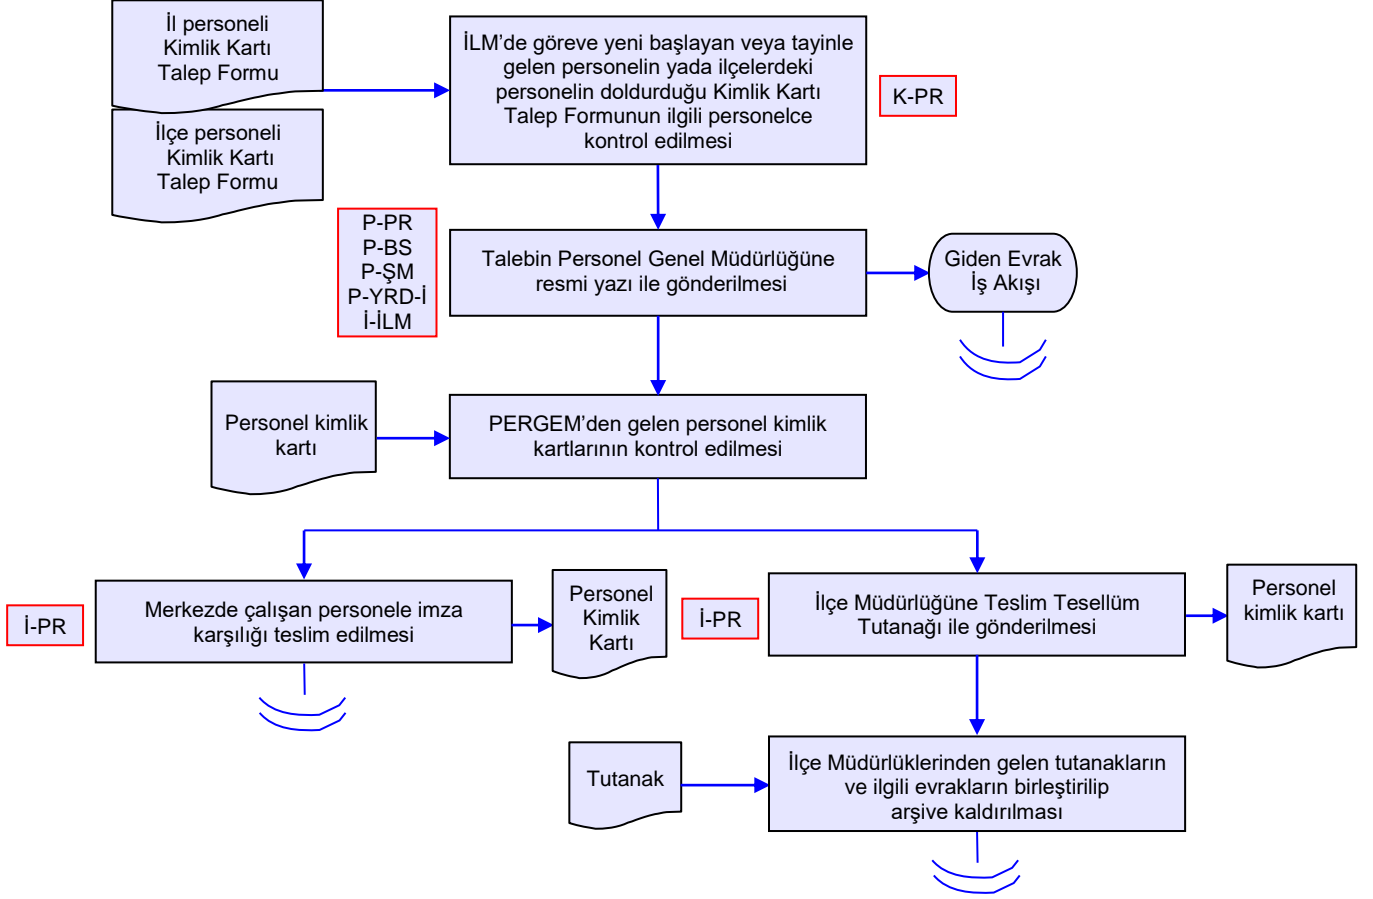 İl personeli
Kimlik Kartı
Talep Formu
İlçe personeli
Kimlik Kartı
Talep Formu
İLM’de göreve yeni başlayan veya tayinle
gelen personelin yada ilçelerdeki
personelin doldurduğu Kimlik Kartı
Talep Formunun ilgili personelce
kontrol edilmesi
K-PR
P-PR
P-BS
P-ŞM
P-YRD-İ
İ-İLM
Talebin Personel Genel Müdürlüğüne
resmi yazı ile gönderilmesi
Giden Evrak
İş Akışı
Personel kimlik
kartı
PERGEM’den gelen personel kimlik
kartlarının kontrol edilmesi
İ-PR
Merkezde çalışan personele imza
karşılığı teslim edilmesi
Personel
Kimlik
Kartı
İ-PR
İlçe Müdürlüğüne Teslim Tesellüm
Tutanağı ile gönderilmesi
Personel
kimlik kartı
Tutanak
İlçe Müdürlüklerinden gelen tutanakların
ve ilgili evrakların birleştirilip
arşive kaldırılması